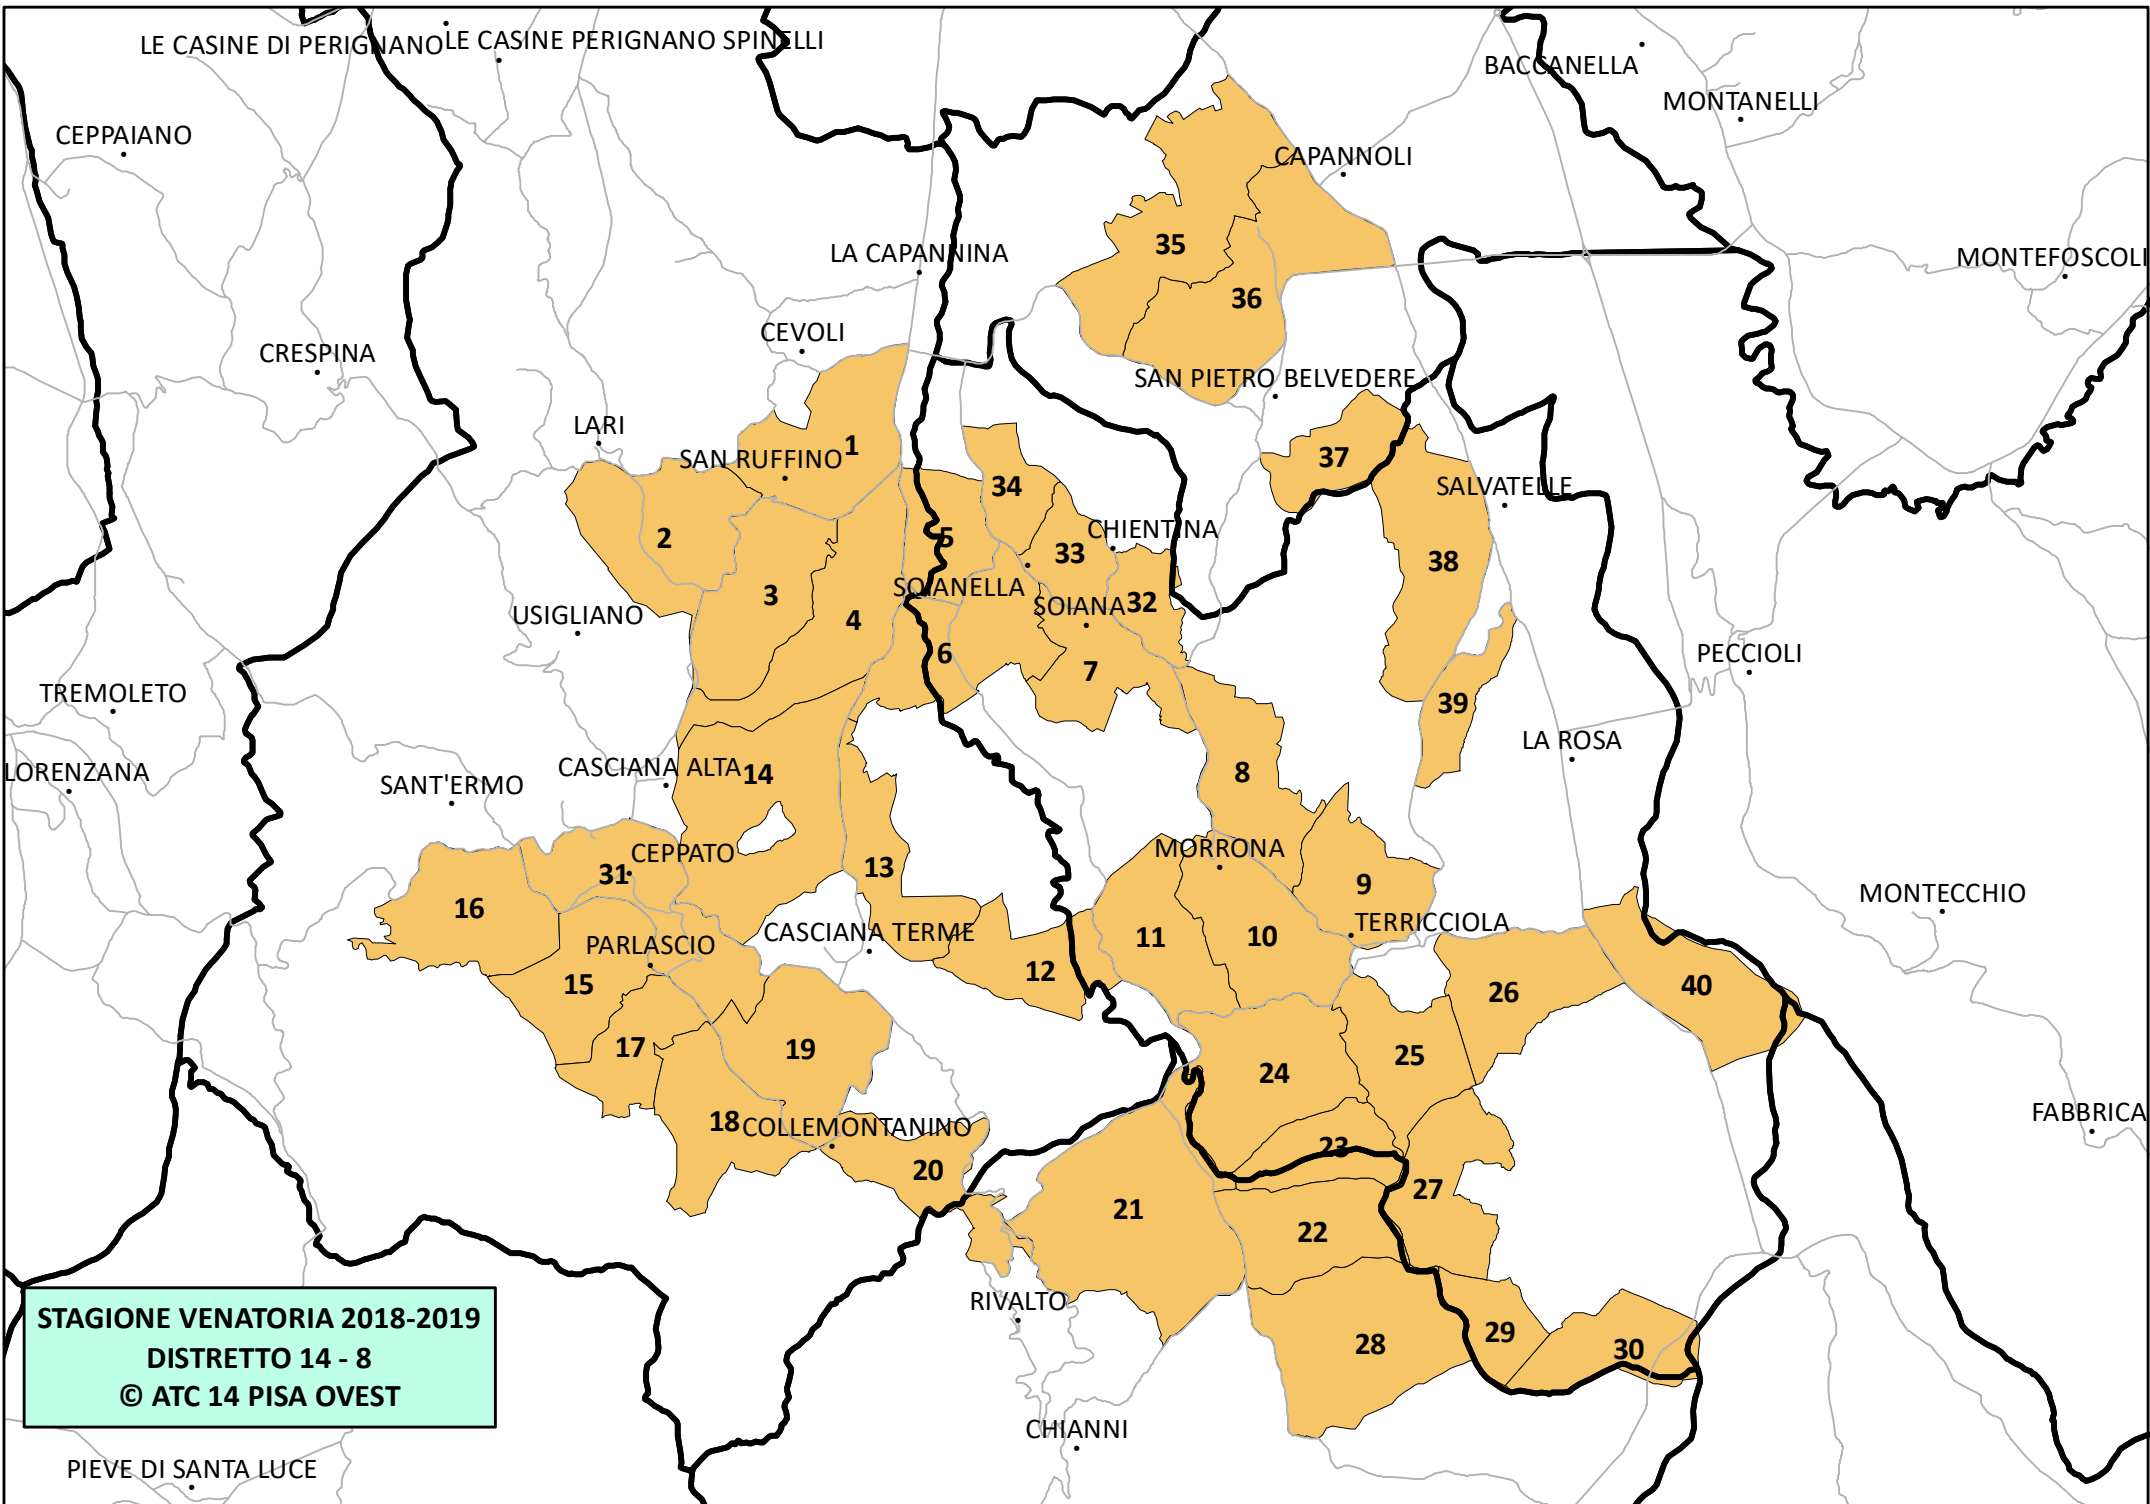 LE CASINE DI PERIGNANO
LE CASINE PERIGNANO SPINELLI
BACCANELLA
MONTANELLI
CEPPAIANO
CAPANNOLI
35
LA CAPANNINA
MONTEFOSCOLI
36
CEVOLI
CRESPINA
SAN PIETRO BELVEDERE
LARI
1
SAN RUFFINO
37
34
SALVATELLE
2
5
33
CHIENTINA
38
3
SOIANELLA
SOIANA
32
USIGLIANO
4
6
7
PECCIOLI
TREMOLETO
39
LA ROSA
LORENZANA
SANT'ERMO
CASCIANA ALTA
14
8
MORRONA
CEPPATO
31
13
9
MONTECCHIO
16
TERRICCIOLA
CASCIANA TERME
PARLASCIO
11
10
12
15
26
40
17
19
25
24
FABBRICA
18
COLLEMONTANINO
23
20
27
21
22
RIVALTO
28
29
30
STAGIONE VENATORIA 2018-2019
DISTRETTO 14 - 8
© ATC 14 PISA OVEST
CHIANNI
PIEVE DI SANTA LUCE